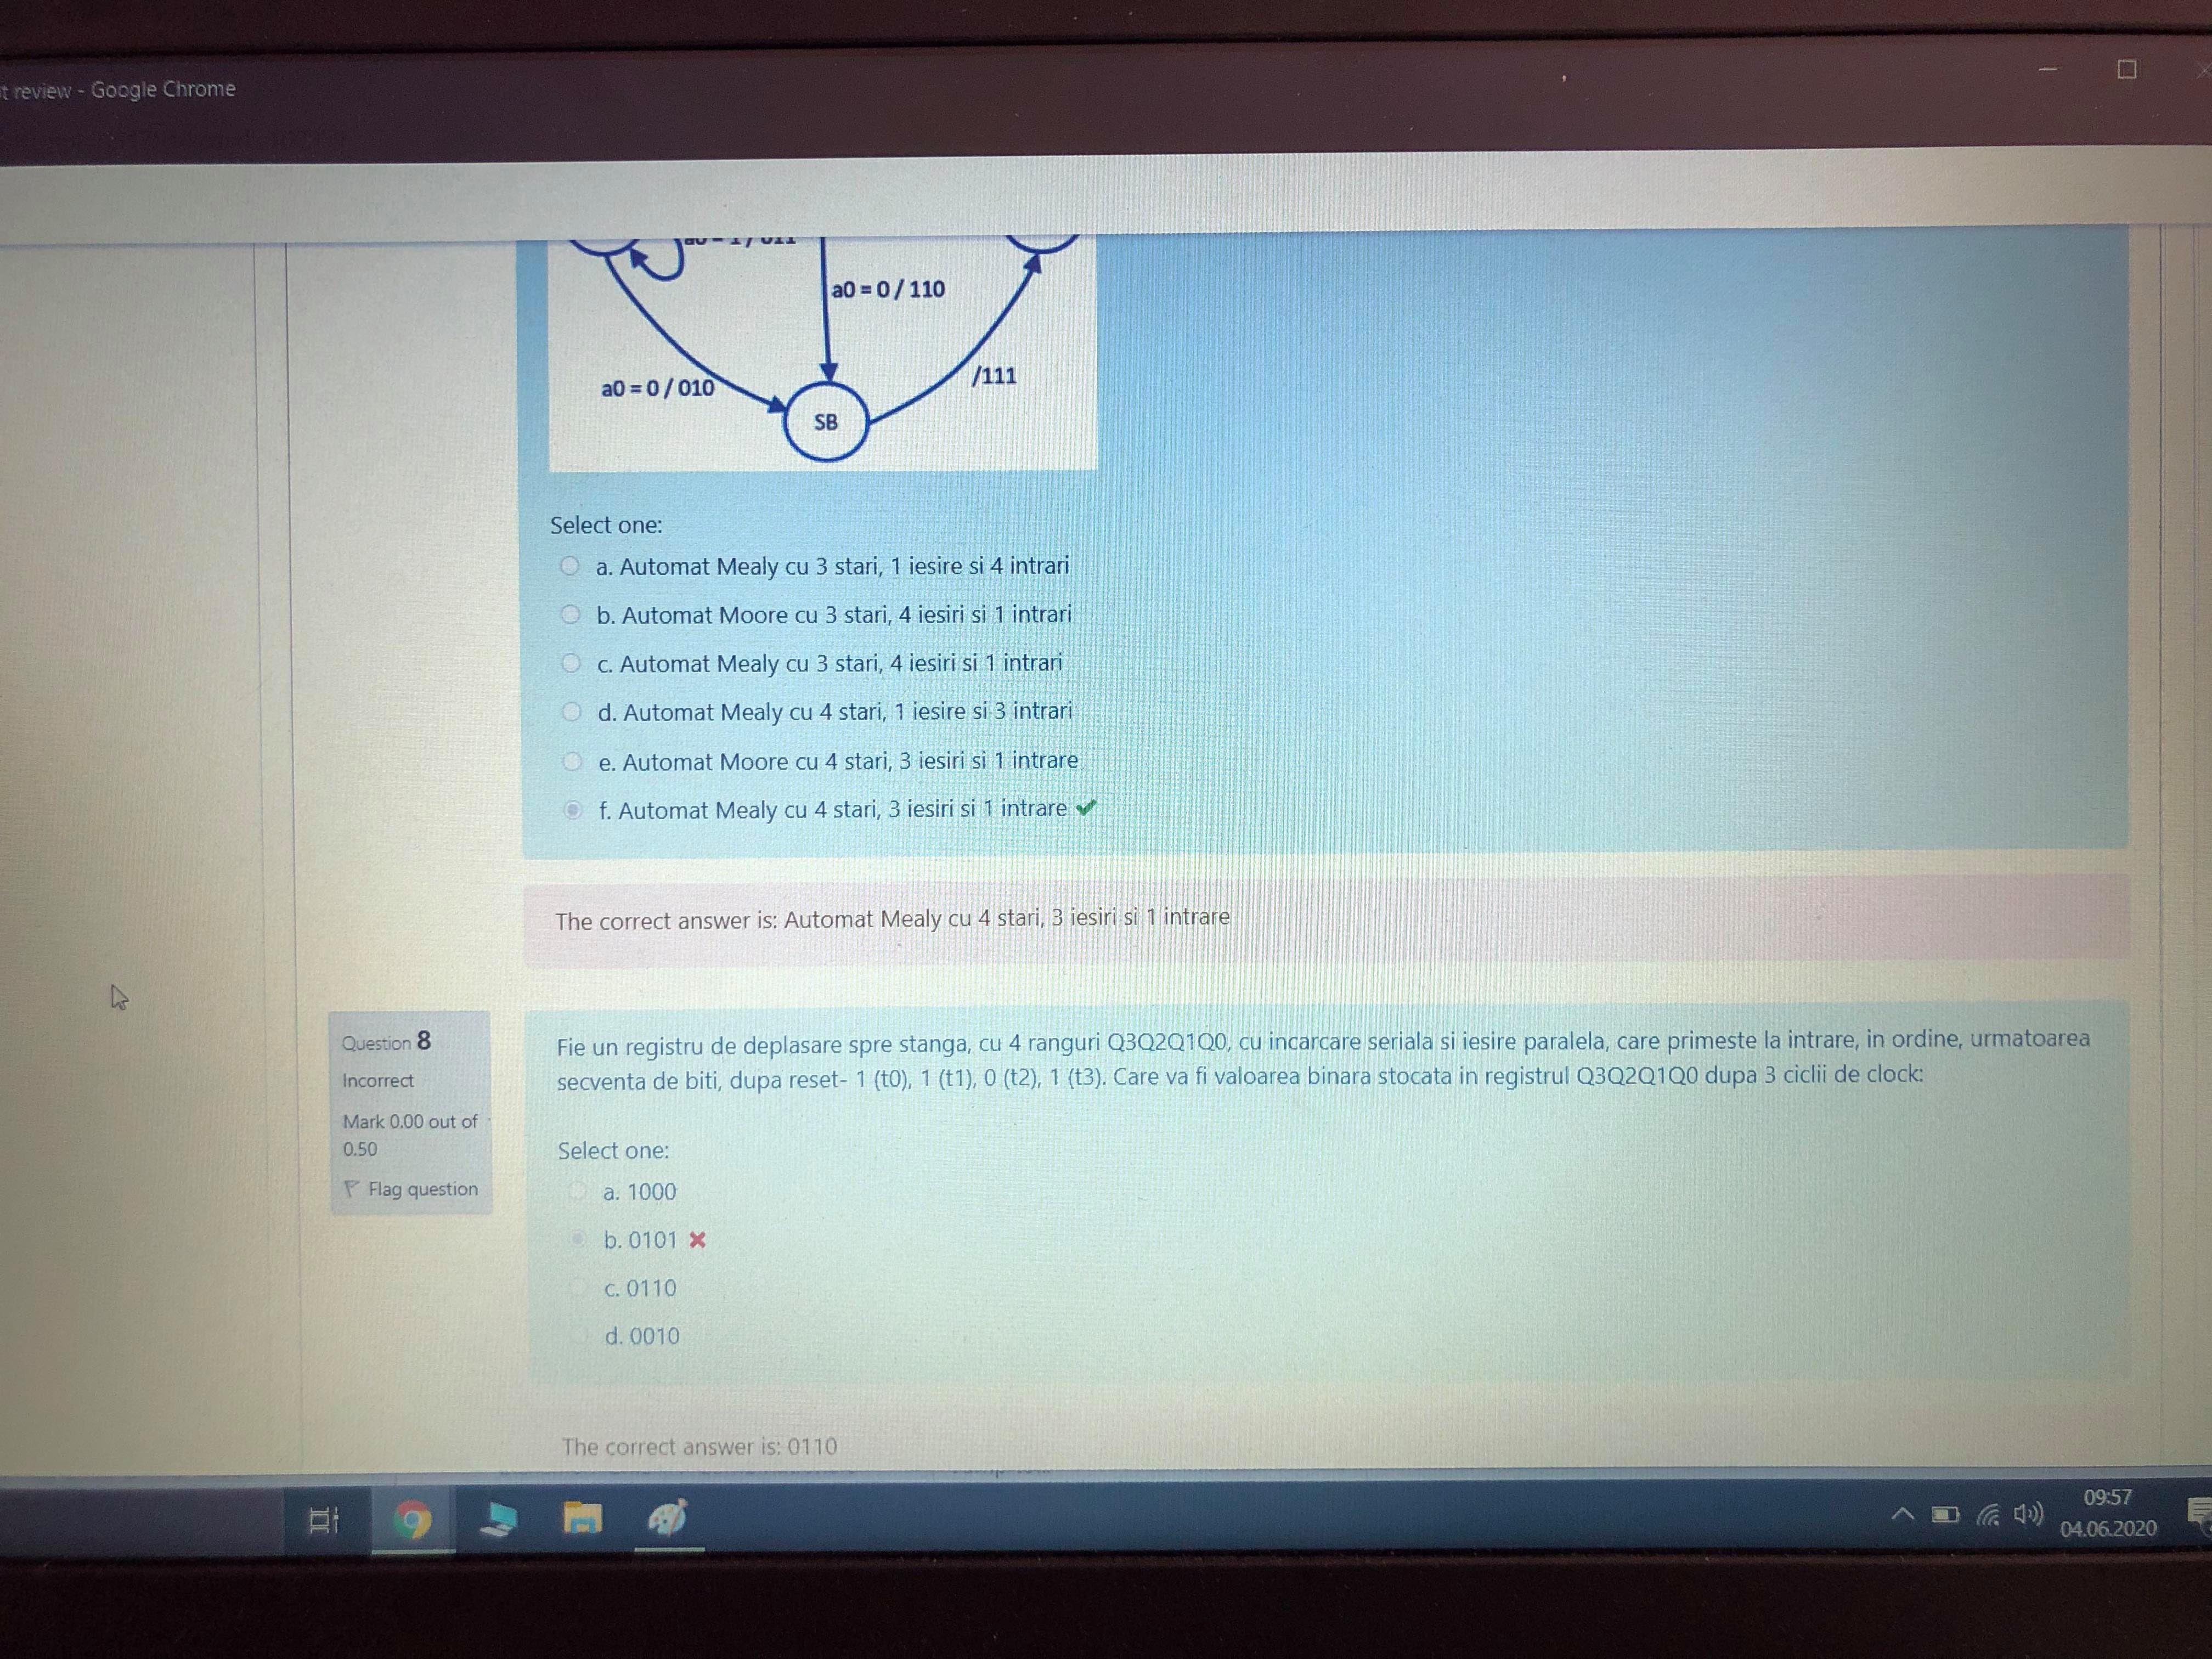 t review - Google Chrome
a0 = 1 / 011
a0 = 0 / 110
a0 = 0 / 010
/111
SB
Select one:
a. Automat Mealy cu 3 stari, 1 iesire si 4 intrari
b. Automat Moore cu 3 stari, 4 iesiri si 1 intrari
c. Automat Mealy cu 3 stari, 4 iesiri si 1 intrari
d. Automat Mealy cu 4 stari, 1 iesire si 3 intrari
e. Automat Moore cu 4 stari, 3 iesiri si 1 intrare
f. Automat Mealy cu 4 stari, 3 iesiri si 1 intrare
The correct answer is: Automat Mealy cu 4 stari, 3 iesiri si 1 intrare
Question 8
Incorrect
Mark 0.00 out of
0.50
Flag question
Fie un registru de deplasare spre stanga, cu 4 ranguri Q3Q2Q1Q0, cu incarcare seriala si iesire paralela, care primeste la intrare, in ordine, urmatoarea
secventa de biti, dupa reset- 1 (t0), 1 (t1), 0 (t2), 1 (t3). Care va fi valoarea binara stocata in registrul Q3Q2Q1Q0 dupa 3 ciclii de clock:
Select one:
a. 1000
b. 0101
c. 0110
d. 0010
The correct answer is: 0110
09:57
04.06.2020